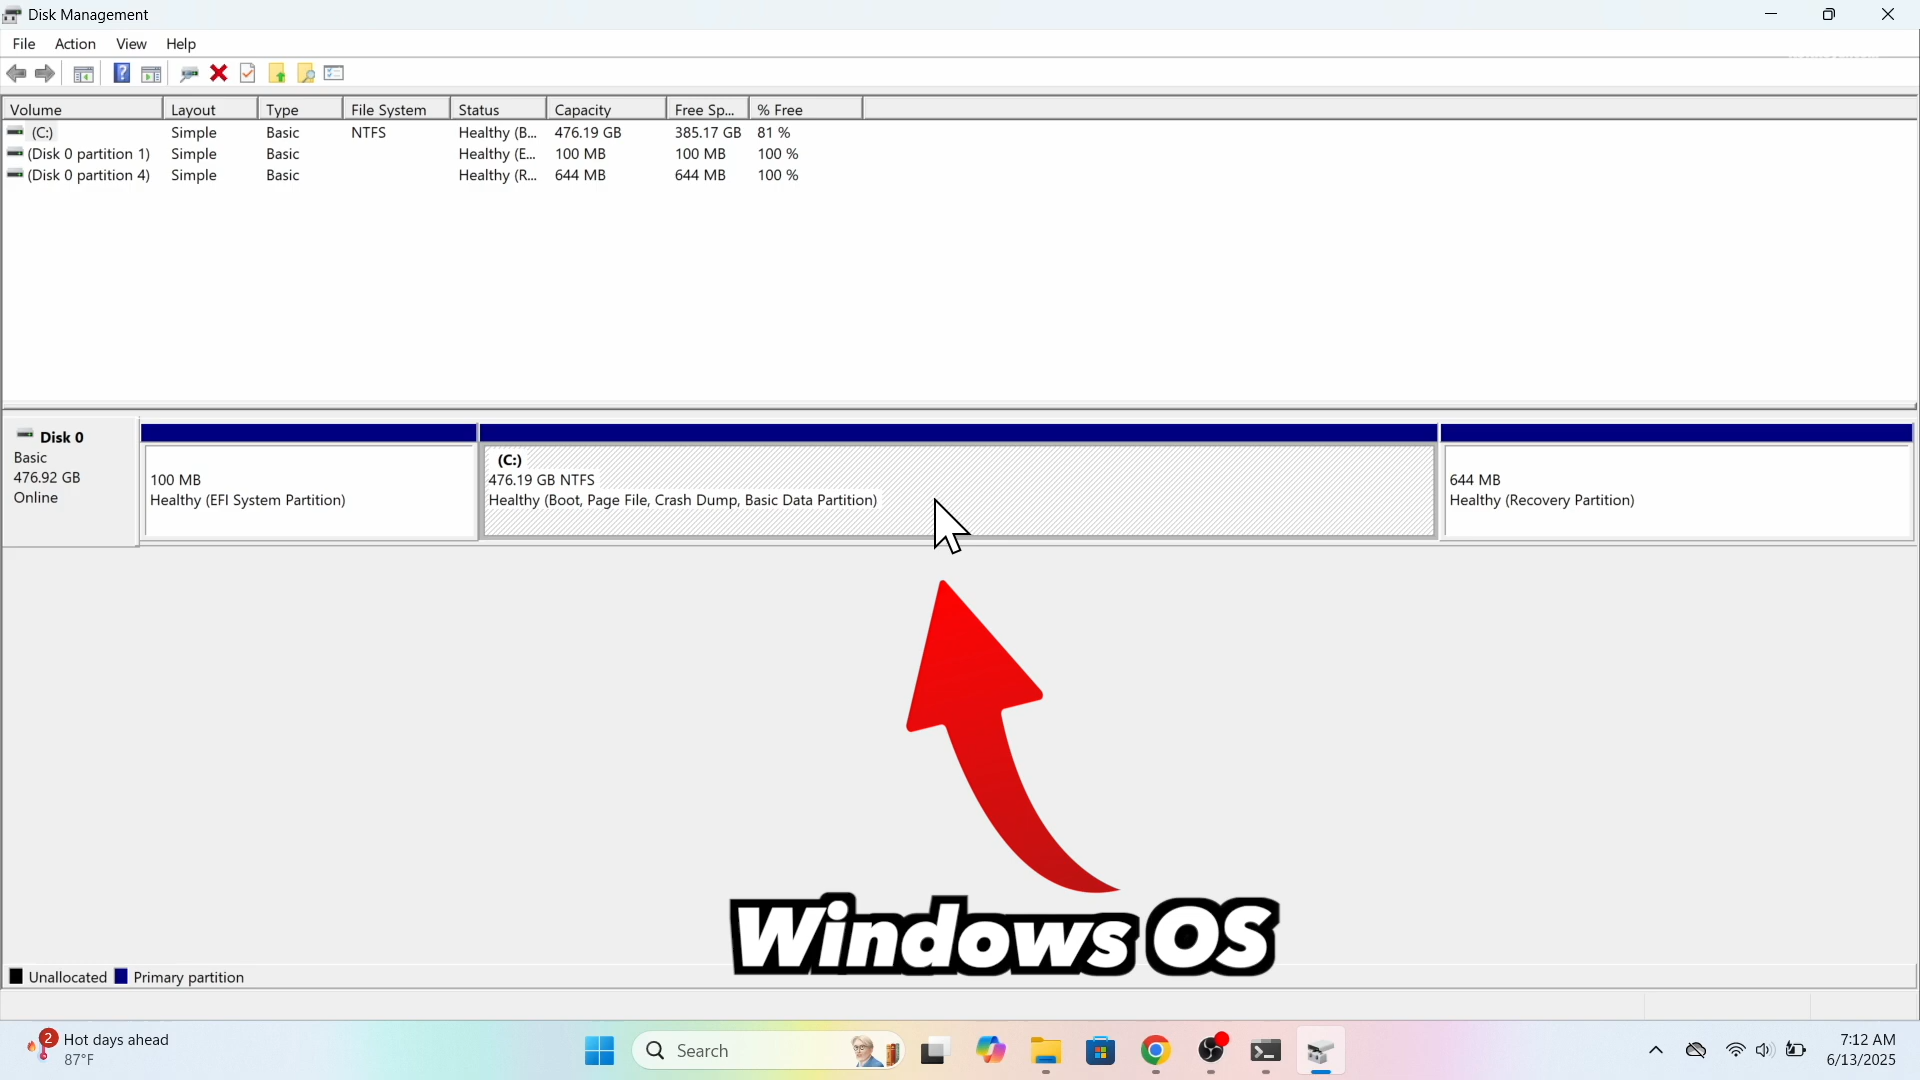 Disk Management
File Action View Help
Volume Layout Type File System Status Capacity Free Sp... % Free
(C:) Simple Basic NTFS Healthy (B... 476.19 GB 385.17 GB 81 %
(Disk 0 partition 1) Simple Basic Healthy (E... 100 MB 100 MB 100 %
(Disk 0 partition 4) Simple Basic Healthy (R... 644 MB 644 MB 100 %
Disk 0
Basic
476.92 GB
Online
100 MB
Healthy (EFI System Partition)
(C:)
476.19 GB NTFS
Healthy (Boot, Page File, Crash Dump, Basic Data Partition)
644 MB
Healthy (Recovery Partition)
Windows OS
Unallocated Primary partition
2
Hot days ahead
87°F
Search
7:12 AM
6/13/2025